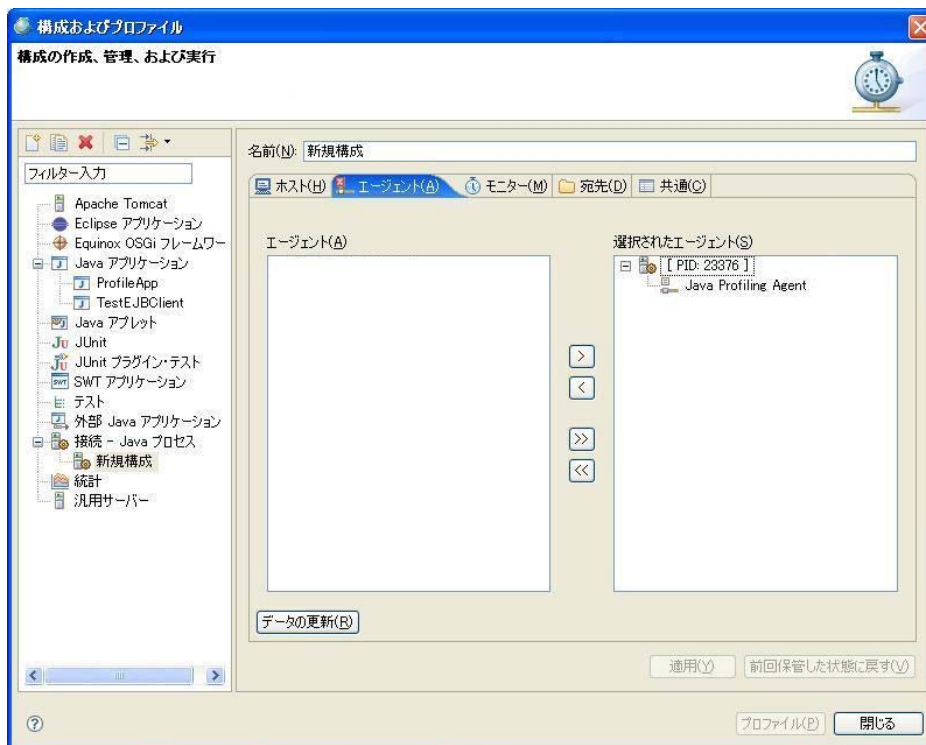 構成およびプロファイル
構成の作成、管理、および実行
フィルター入力
Apache Tomcat
Eclipse アプリケーション
Equinox OSGi フレームワー
Java アプリケーション
ProfileApp
TestEJBClient
Java アプレット
JUnit
JUnit プラグイン・テスト
SWT アプリケーション
テスト
外部 Java アプリケーション
接続 - Java プロセス
新規構成
統計
汎用サーバー
名前(N): 新規構成
ホスト(H) エージェント(A) モニター(M) 宛先(D) 共通(C)
エージェント(A)
選択されたエージェント(S)
[ PID: 23376 ]
Java Profiling Agent
>
<
>>
<<
データの更新(R)
適用(Y) 前回保管した状態に戻す(V)
プロファイル(P) 閉じる